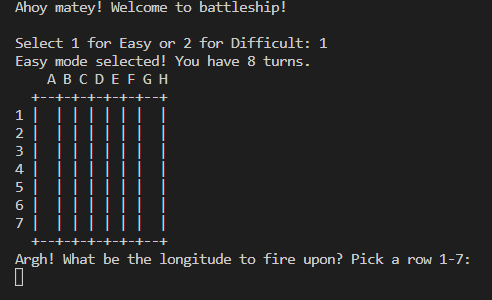 Ahoy matey! Welcome to battleship!

Select 1 for Easy or 2 for Difficult: 1
Easy mode selected! You have 8 turns.
    A B C D E F G H
  +--+-+-+-+-+-+--+
1 |  | | | | | |  |
2 |  | | | | | |  |
3 |  | | | | | |  |
4 |  | | | | | |  |
5 |  | | | | | |  |
6 |  | | | | | |  |
7 |  | | | | | |  |
  +--+-+-+-+-+-+--+
Argh! What be the longitude to fire upon? Pick a row 1-7: